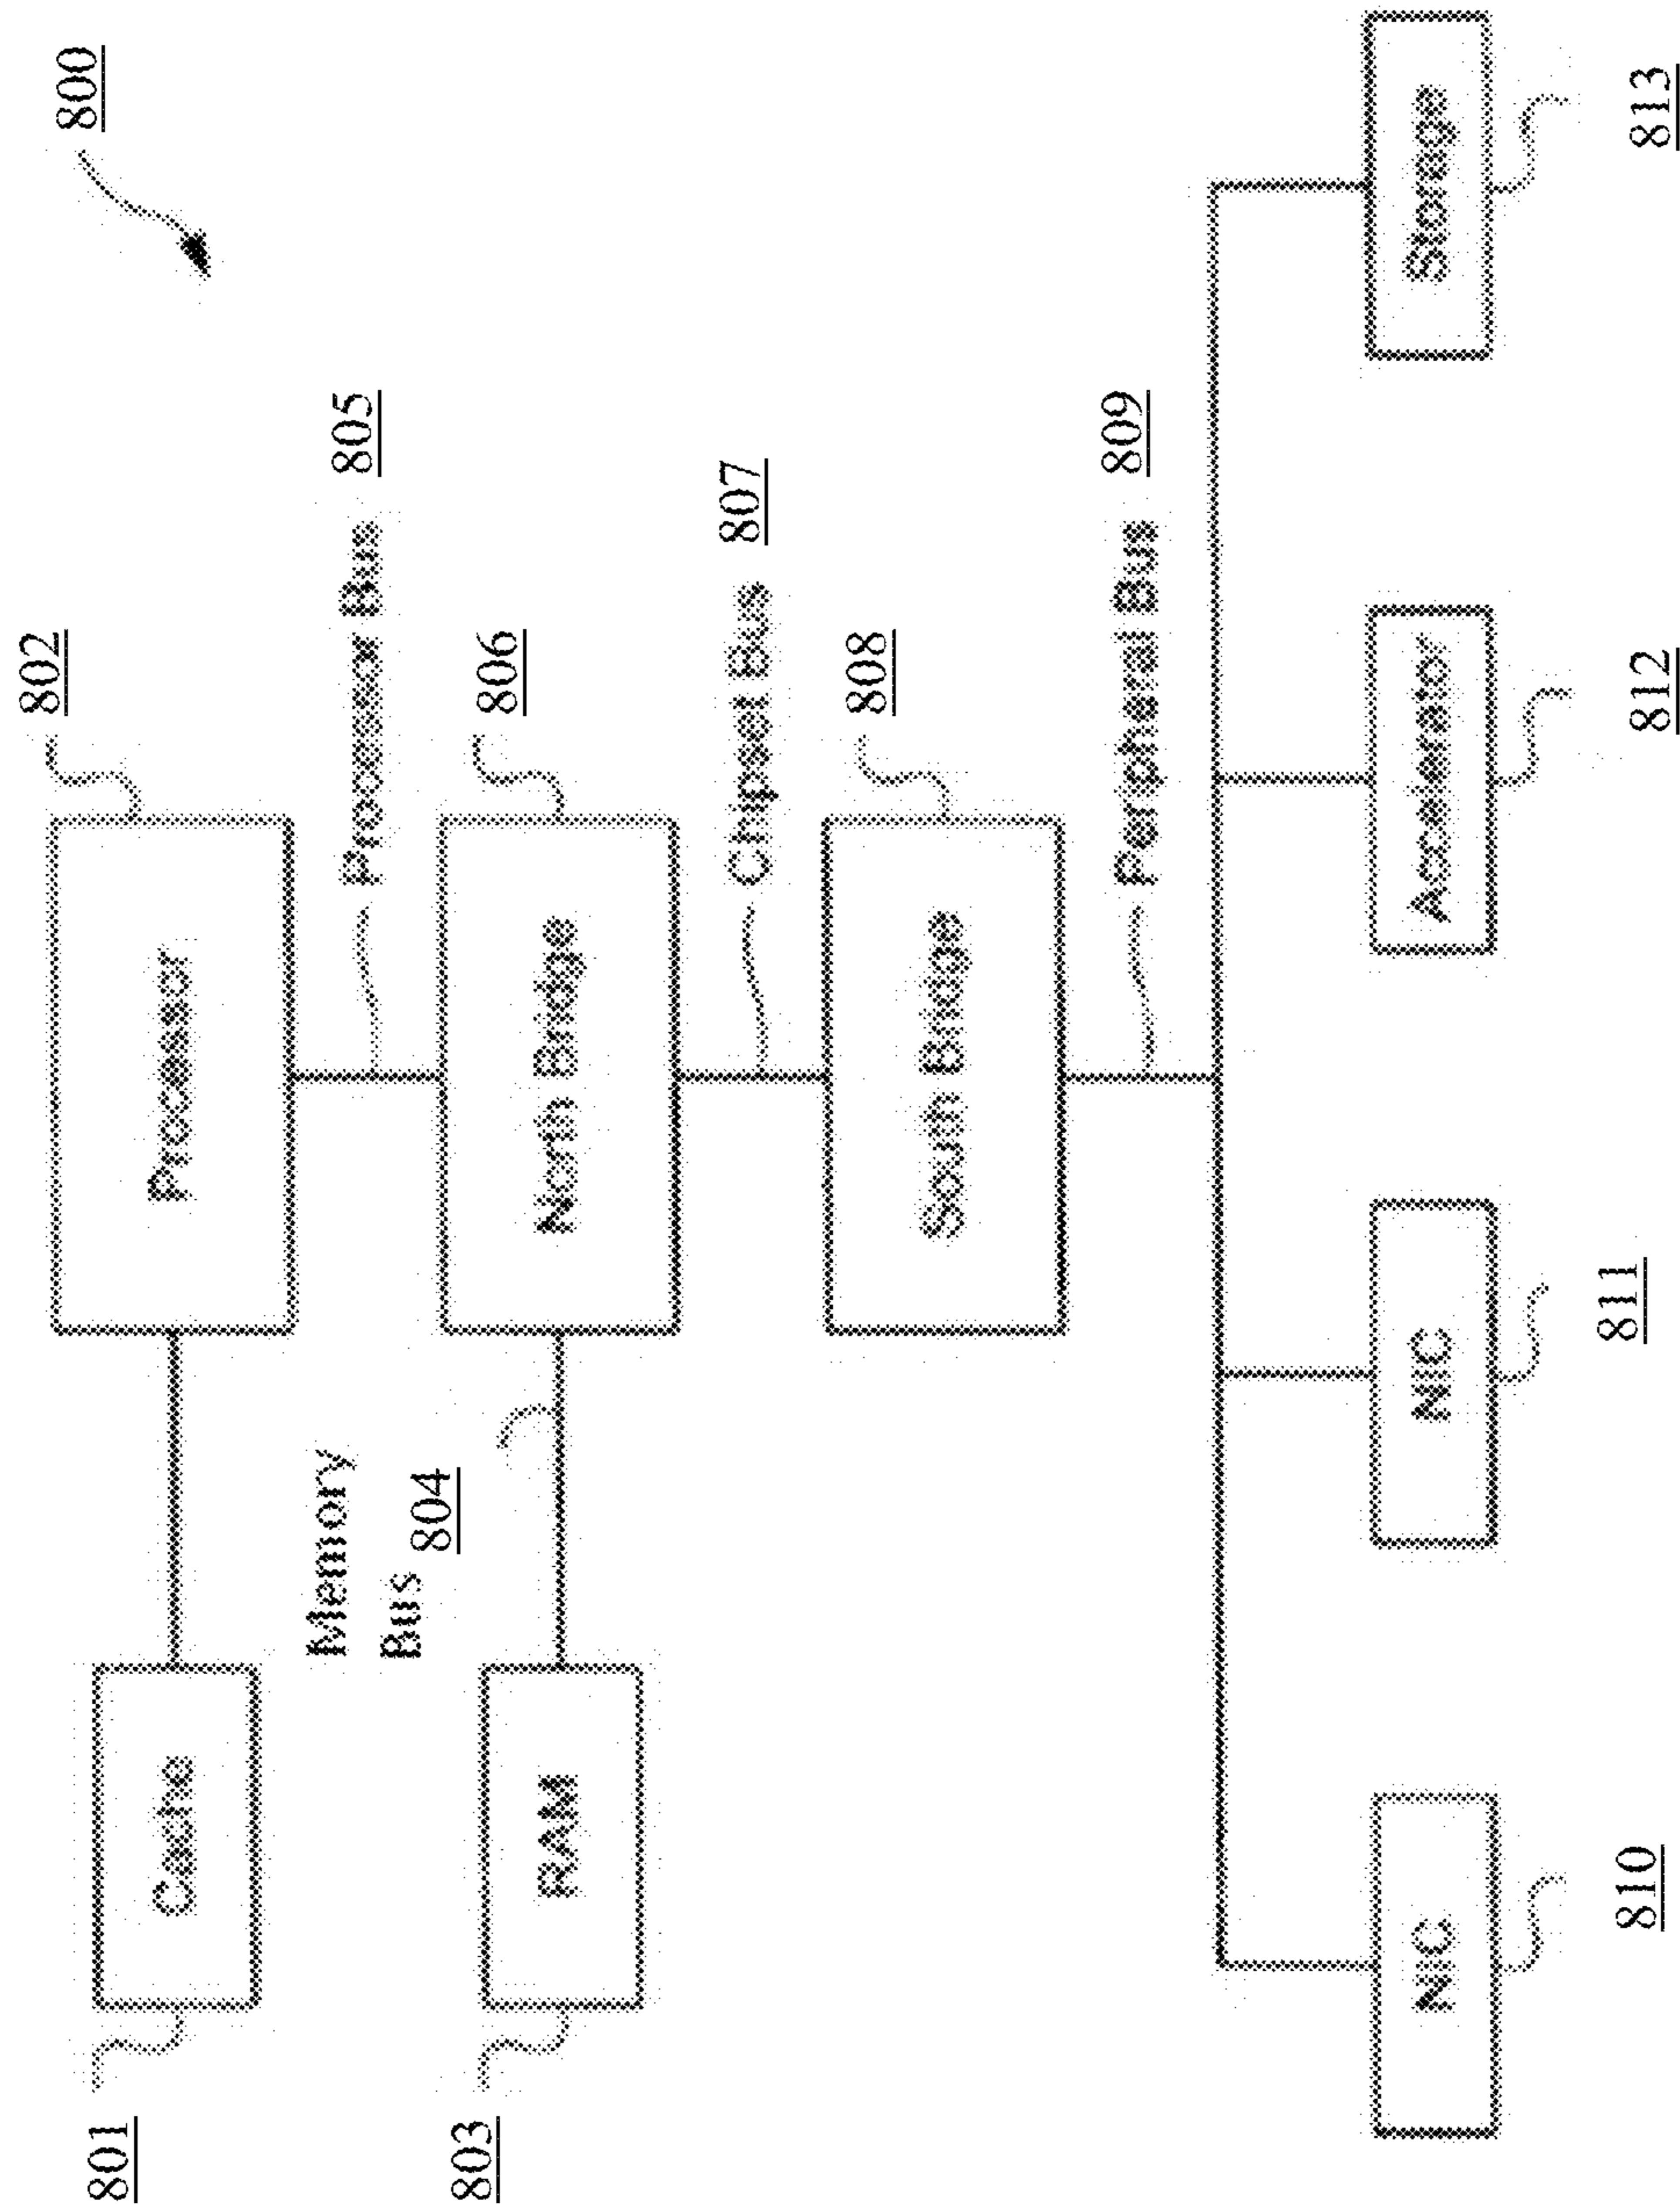 800
802
801
Cache
Processor
Processor Bus 805
Memory
Bus 804
806
803
RAM
North Bridge
Chipset Bus 807
808
South Bridge
Peripheral Bus 809
NIC
NIC
Accelerator
Storage
810
811
812
813